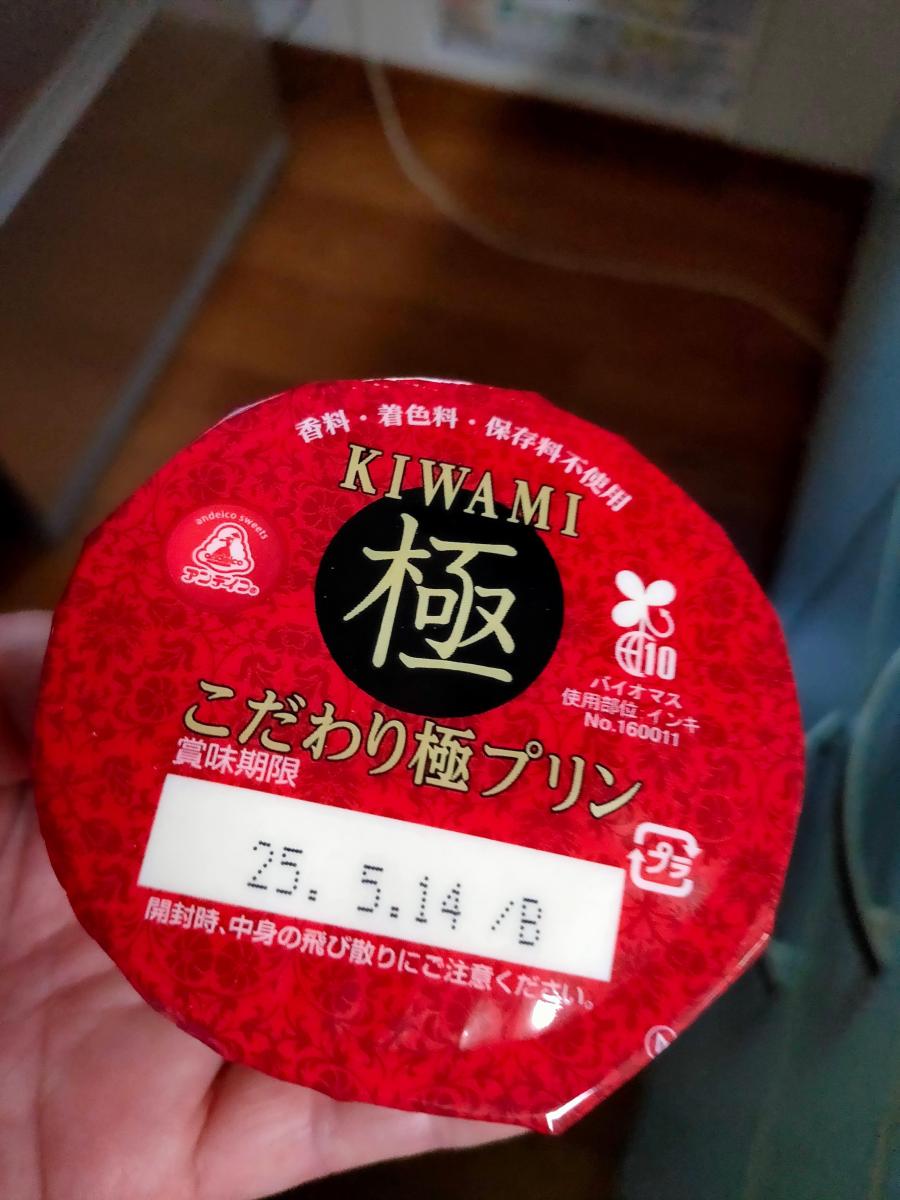 香料・着色料・保存料不使用
KIWAMI
極
andeico sweets
アンデイコ
10
バイオマス
使用部位:インキ
No.160011
こだわり極プリン
賞味期限
25. 5.14 /B
プラ
開封時、中身の飛び散りにご注意ください。